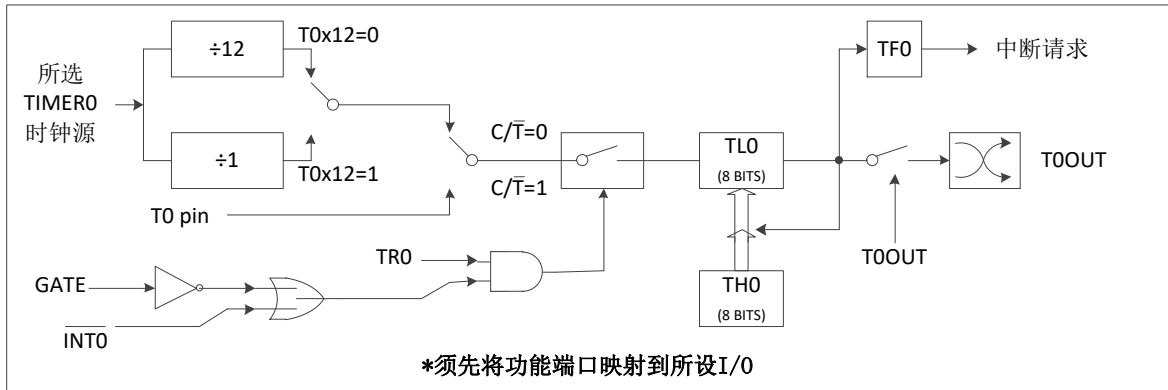 ÷12
T0x12=0
所选
TIMER0
时钟源
÷1
T0x12=1
C/T̅=0
C/T̅=1
T0 pin
TR0
GATE
I̅N̅T̅0̅
TL0
(8 BITS)
TH0
(8 BITS)
TF0
中断请求
T0OUT
T0OUT
*须先将功能端口映射到所设I/O